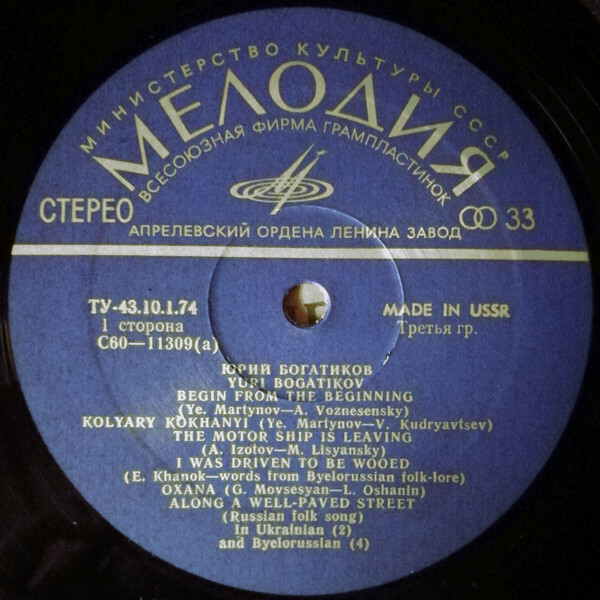 МИНИСТЕРСТВО КУЛЬТУРЫ СССР
МЕЛОДИЯ
ВСЕСОЮЗНАЯ ФИРМА ГРАМПЛАСТИНОК
СТЕРЕО
33
АПРЕЛЕВСКИЙ ОРДЕНА ЛЕНИНА ЗАВОД
ТУ-43.10.1.74
1 сторона
С60—11309(а)
MADE IN USSR
Третья гр.
ЮРИЙ БОГАТИКОВ
YURI BOGATIKOV
BEGIN FROM THE BEGINNING
(Ye. Martynov—A. Voznesensky)
KOLYARY KOKHANYI (Ye. Martynov—V. Kudryavtsev)
THE MOTOR SHIP IS LEAVING
(A. Izotov—M. Lisyansky)
I WAS DRIVEN TO BE WOOED
(E. Khanok—words from Byelorussian folk-lore)
OXANA (G. Movsesyan—L. Oshanin)
ALONG A WELL-PAVED STREET
(Russian folk song)
In Ukrainian (2)
and Byelorussian (4)